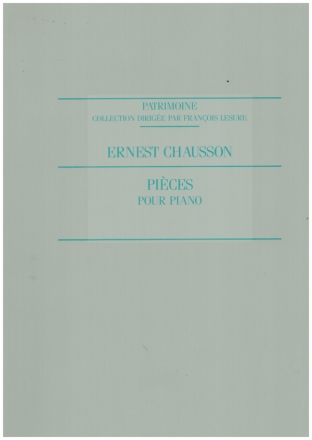 PATRIMOINE
COLLECTION DIRIGÉE PAR FRANÇOIS LESURE
ERNEST CHAUSSON
PIÈCES
POUR PIANO